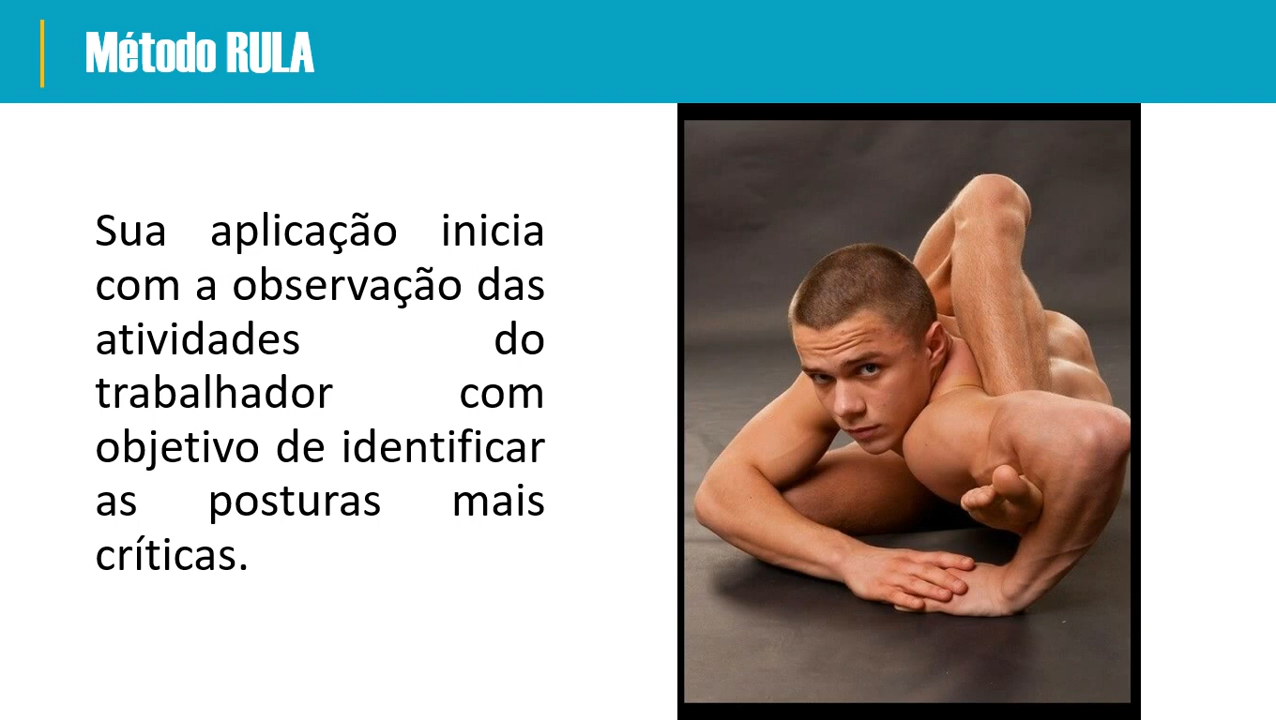 Método RULA
Sua aplicação inicia
com a observação das
atividades do
trabalhador com
objetivo de identificar
as posturas mais
críticas.